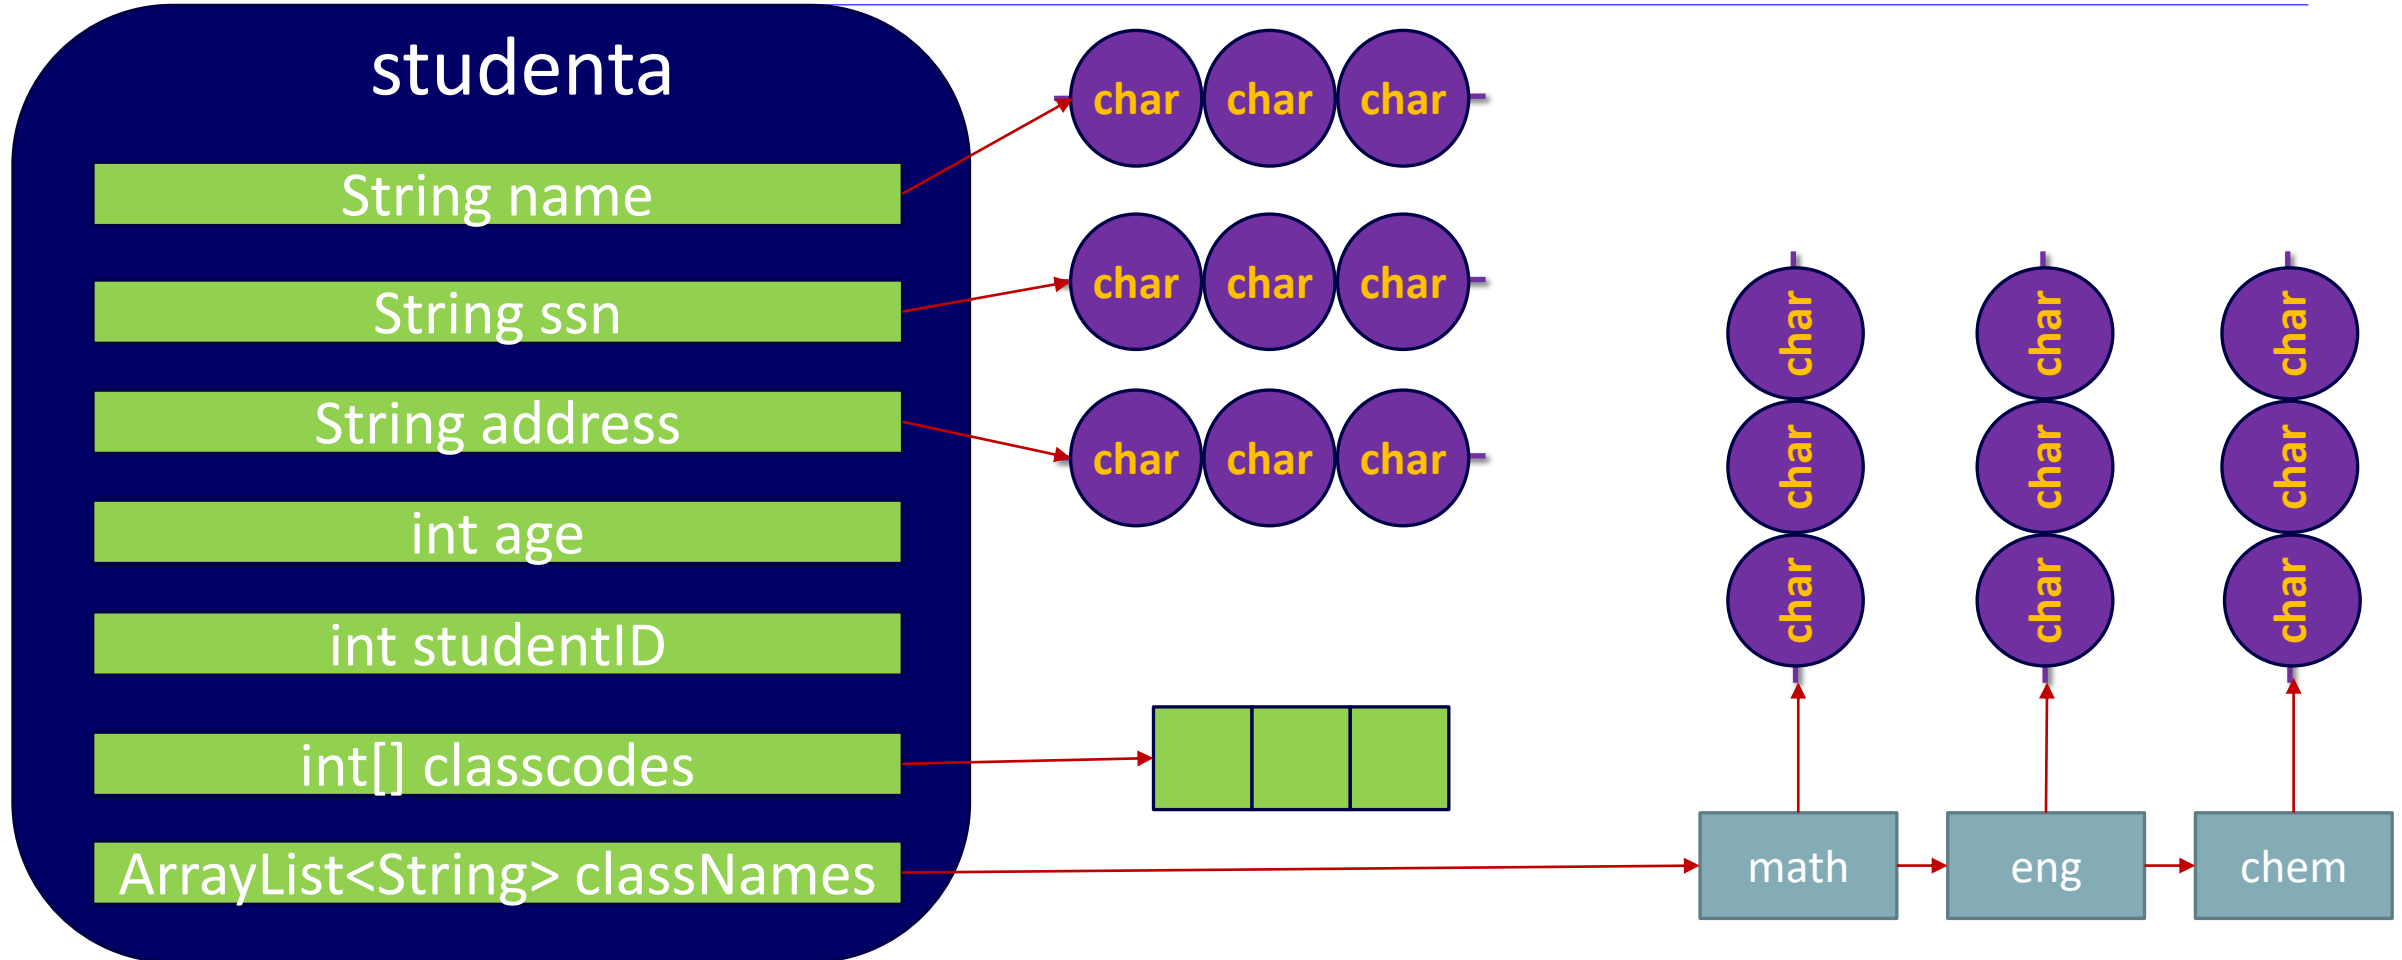 studenta
String name
String ssn
String address
int age
int studentID
int[] classcodes
ArrayList<String> classNames
char char char
char char char
char char char
char char char
char char char
char char char
math eng chem